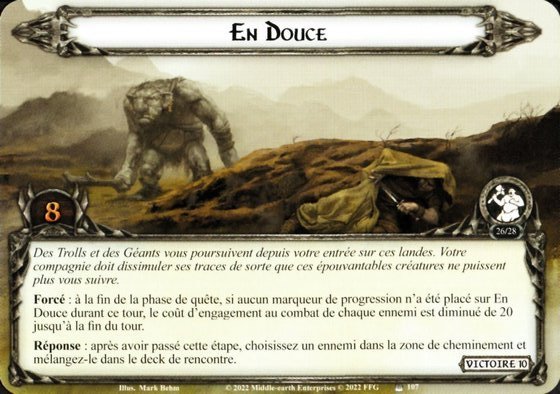 En Douce
8
26/28
Des Trolls et des Géants vous poursuivent depuis votre entrée sur ces landes. Votre
compagnie doit dissimuler ses traces de sorte que ces épouvantables créatures ne puissent
plus vous suivre.
Forcé : à la fin de la phase de quête, si aucun marqueur de progression n'a été placé sur En
Douce durant ce tour, le coût d'engagement au combat de chaque ennemi est diminué de 20
jusqu'à la fin du tour.
Réponse : après avoir passé cette étape, choisissez un ennemi dans la zone de cheminement et
mélangez-le dans le deck de rencontre.
VICTOIRE 10
Illus. Mark Behm
© 2022 Middle-earth Enterprises © 2022 FFG
107